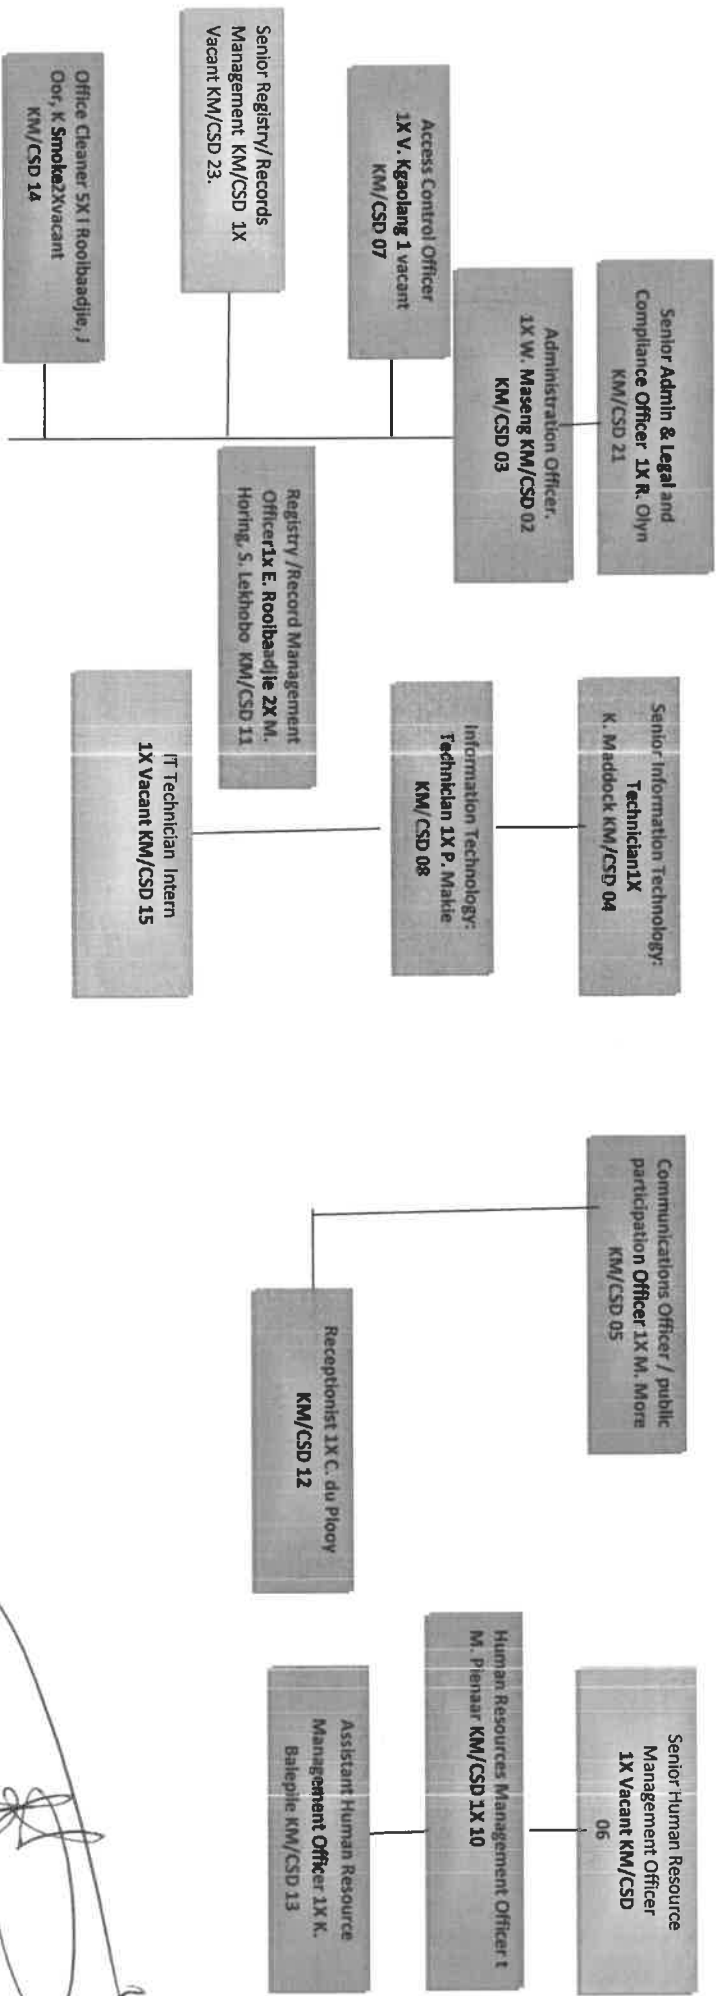 Senior Admin & Legal and
Compliance Officer 1X R. Olyn
KM/CSD 21
Administration Officer.
1X W. Maseng KM/CSD 02
KM/CSD 03
Access Control Officer
1X V. Kgaolang 1 vacant
KM/CSD 07
Senior Registry/ Records
Management KM/CSD 1X
Vacant KM/CSD 23.
Office Cleaner 5X I Rooibaadjie, J
Oor, K Smoke2Xvacant
KM/CSD 14
Registry /Record Management
Officer1x E. Rooibaadjie 2X M.
Horing, S. Lekhobo KM/CSD 11
Senior Information Technology:
Technician1X
K. Maddock KM/CSD 04
Information Technology:
Technician 1X P. Makie
KM/CSD 08
IT Technician Intern
1X Vacant KM/CSD 15
Communications Officer / public
participation Officer 1X M. More
KM/CSD 05
Receptionist 1X C. du Plooy
KM/CSD 12
Senior Human Resource
Management Officer
1X Vacant KM/CSD
06
Human Resources Management Officer t
M. Pienaar KM/CSD 1X 10
Assistant Human Resource
Management Officer 1X K.
Balepile KM/CSD 13